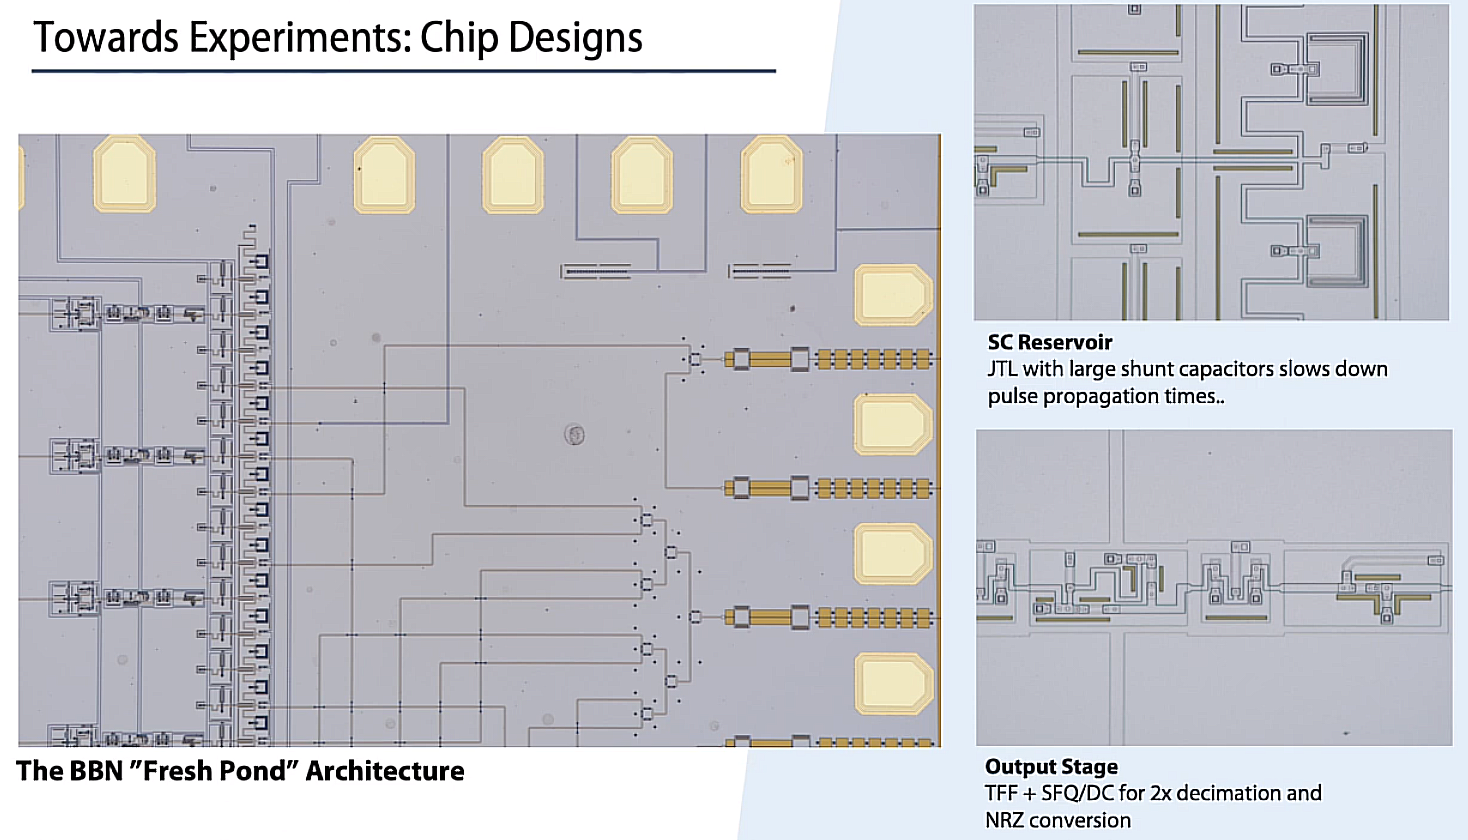 Towards Experiments: Chip Designs
The BBN ”Fresh Pond” Architecture
SC Reservoir
JTL with large shunt capacitors slows down
pulse propagation times..
Output Stage
TFF + SFQ/DC for 2x decimation and
NRZ conversion